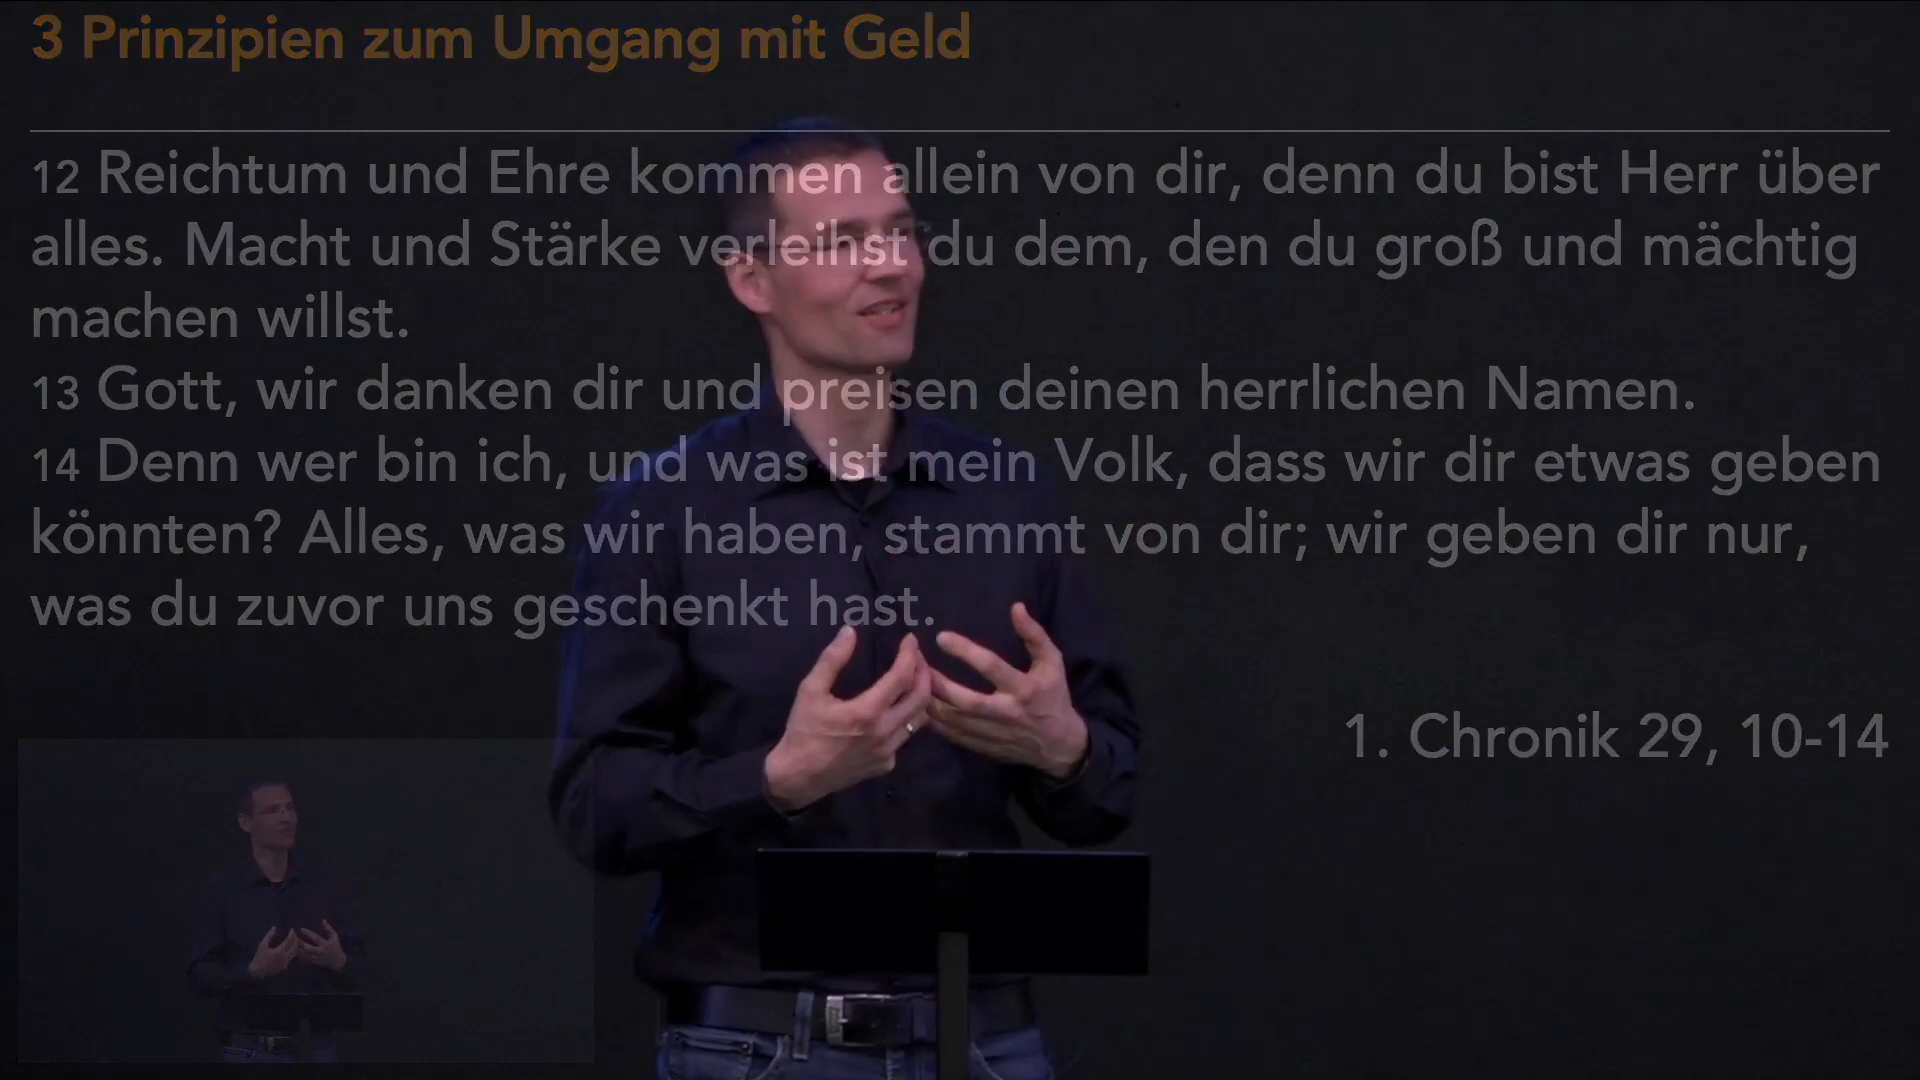 3 Prinzipien zum Umgang mit Geld
12 Reichtum und Ehre kommen allein von dir, denn du bist Herr über
alles. Macht und Stärke verleihst du dem, den du groß und mächtig
machen willst.
13 Gott, wir danken dir und preisen deinen herrlichen Namen.
14 Denn wer bin ich, und was ist mein Volk, dass wir dir etwas geben
könnten? Alles, was wir haben, stammt von dir; wir geben dir nur,
was du zuvor uns geschenkt hast.
1. Chronik 29, 10-14